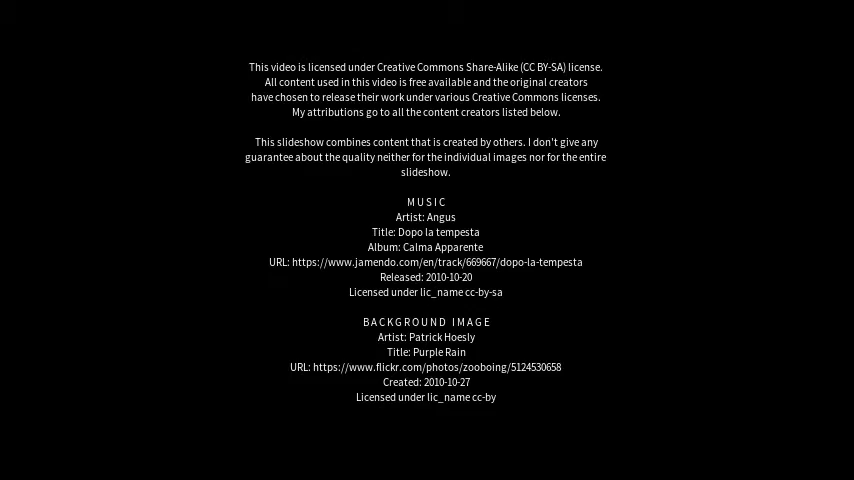 This video is licensed under Creative Commons Share-Alike (CC BY-SA) license.
All content used in this video is free available and the original creators
have chosen to release their work under various Creative Commons licenses.
My attributions go to all the content creators listed below.
This slideshow combines content that is created by others. I don't give any
guarantee about the quality neither for the individual images nor for the entire
slideshow.
MUSIC
Artist: Angus
Title: Dopo la tempesta
Album: Calma Apparente
URL: https://www.jamendo.com/en/track/669667/dopo-la-tempesta
Released: 2010-10-20
Licensed under lic_name cc-by-sa
BACKGROUND IMAGE
Artist: Patrick Hoesly
Title: Purple Rain
URL: https://www.flickr.com/photos/zooboing/5124530658
Created: 2010-10-27
Licensed under lic_name cc-by